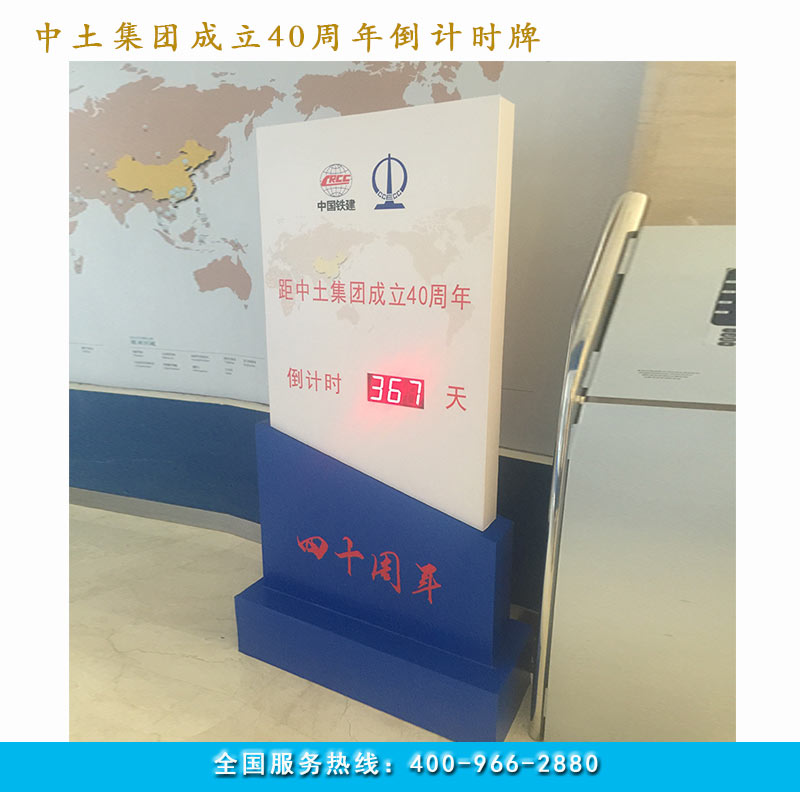 中土集团成立40周年倒计时牌
CRCC
中国铁建
距中土集团成立40周年
倒计时 367 天
四十周年
全国服务热线：400-966-2880